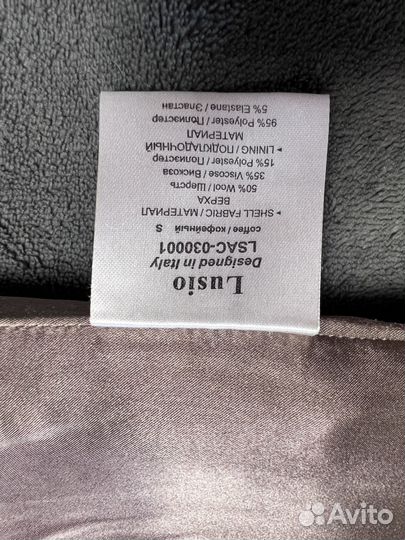 Lusio
Designed in Italy
LSAC-030001
coffee / кофейный S
• SHELL FABRIC / МАТЕРИАЛ
ВЕРХА
50% Wool / Шерсть
35% Viscose / Вискоза
15% Polyester / Полиэстер
• LINING / ПОДКЛАДОЧНЫЙ
МАТЕРИАЛ
95% Polyester / Полиэстер
5% Elastane / Эластан
Avito